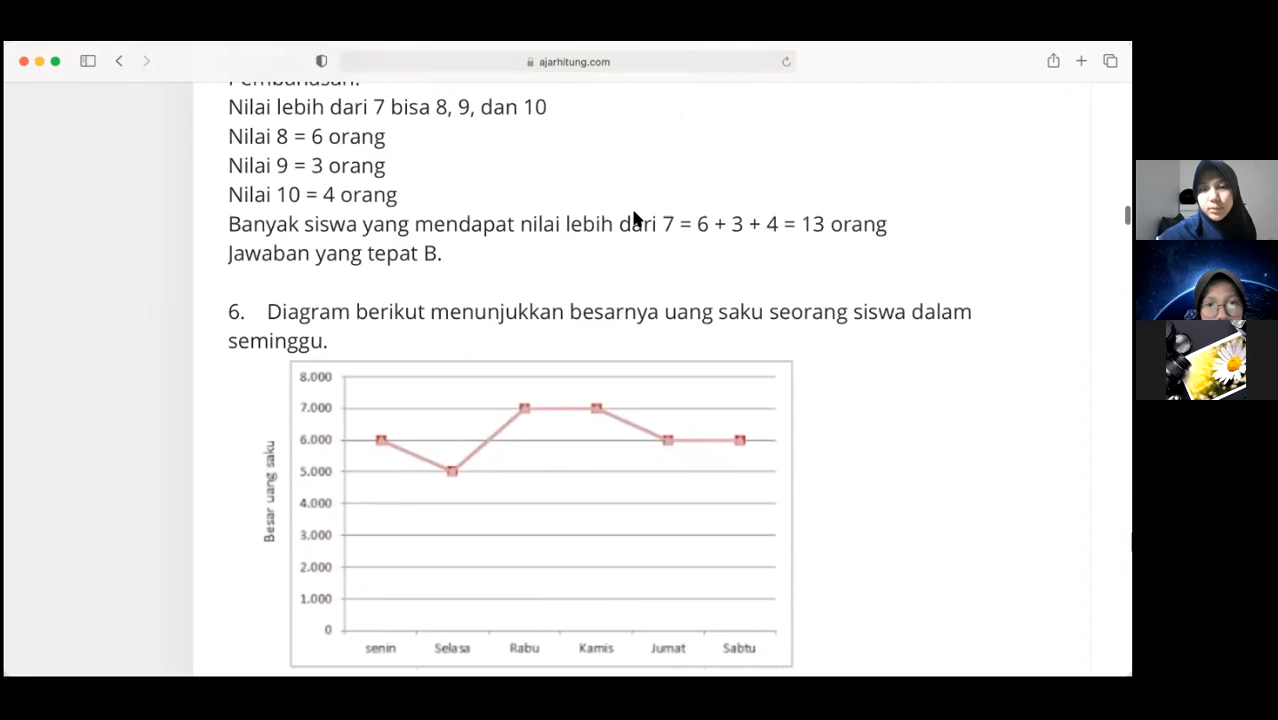 ajarhitung.com
Pembahasan:
Nilai lebih dari 7 bisa 8, 9, dan 10
Nilai 8 = 6 orang
Nilai 9 = 3 orang
Nilai 10 = 4 orang
Banyak siswa yang mendapat nilai lebih dari 7 = 6 + 3 + 4 = 13 orang
Jawaban yang tepat B.
6. Diagram berikut menunjukkan besarnya uang saku seorang siswa dalam
seminggu.
8.000
7.000
6.000
5.000
4.000
3.000
2.000
1.000
0
Besar uang saku
senin Selasa Rabu Kamis Jumat Sabtu